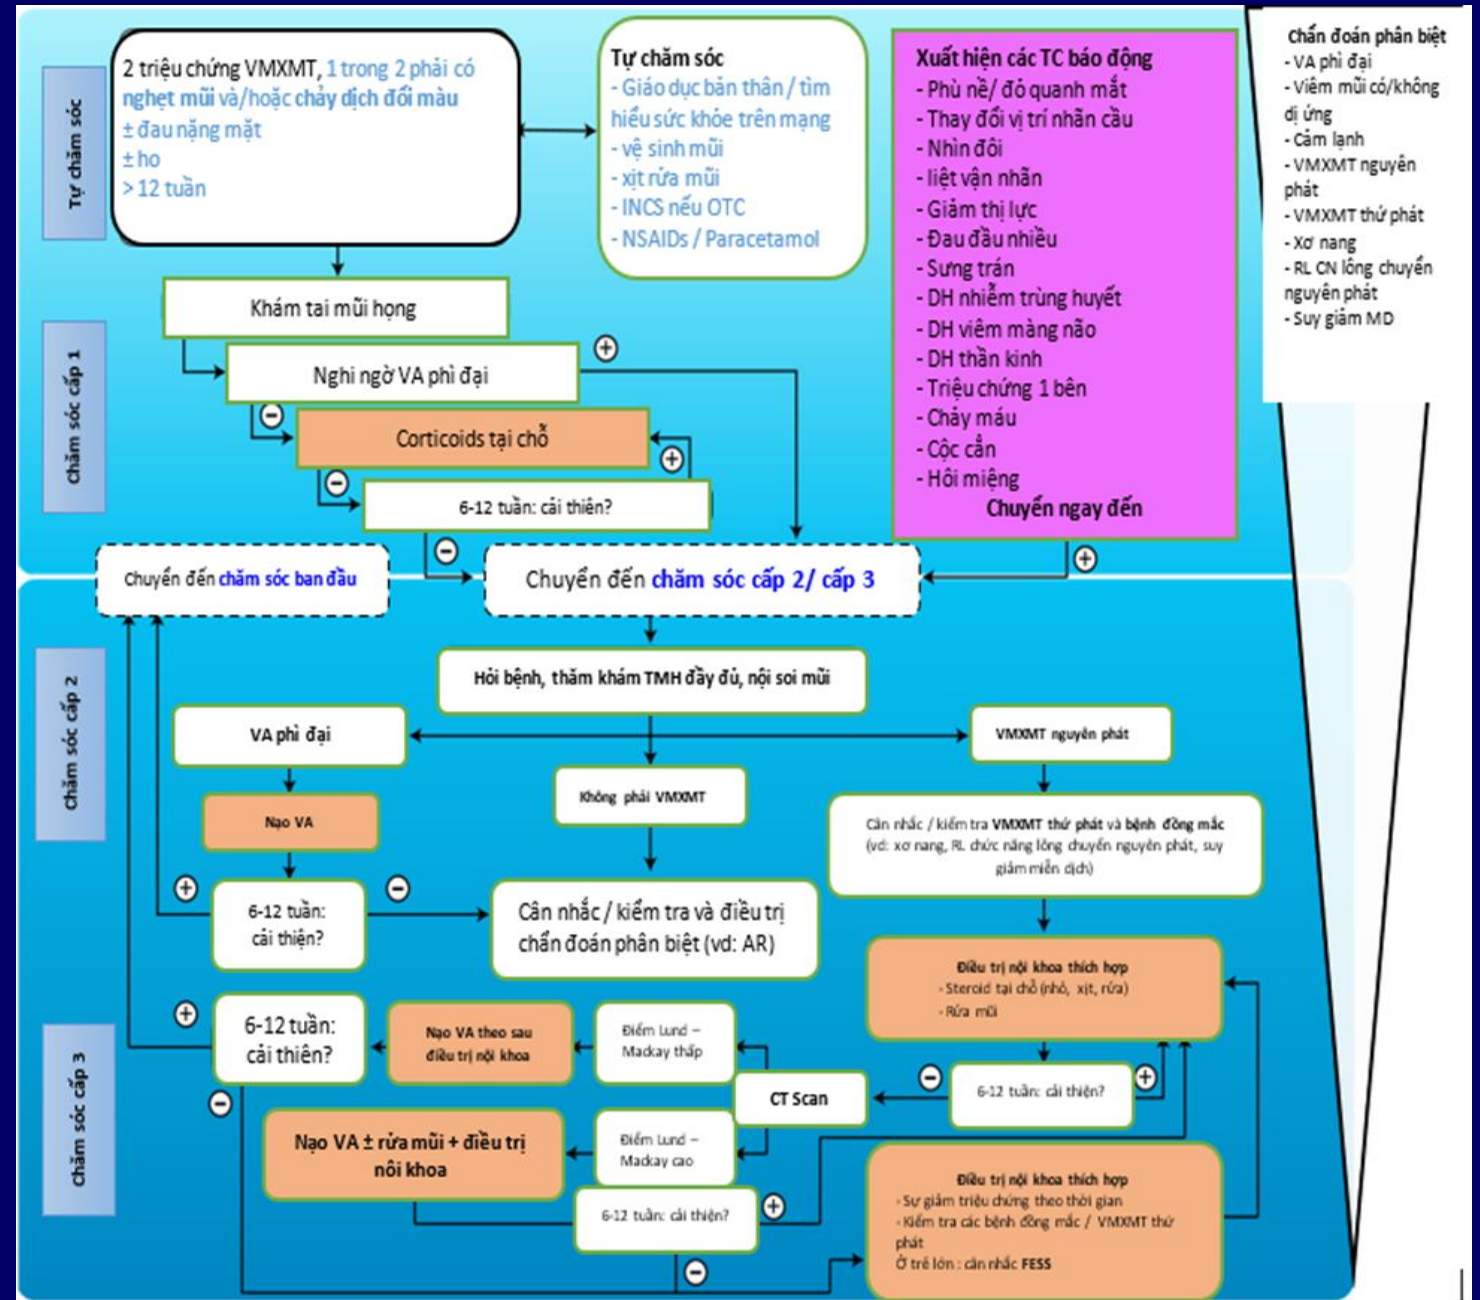 Tự chăm sóc
2 triệu chứng VMXMT, 1 trong 2 phải có
nghẹt mũi và/hoặc chảy dịch đổi màu
± đau nặng mặt
± ho
> 12 tuần
Tự chăm sóc
- Giáo dục bản thân / tìm
hiểu sức khỏe trên mạng
- vệ sinh mũi
- xịt rửa mũi
- INCS nếu OTC
- NSAIDs / Paracetamol
Xuất hiện các TC báo động
- Phù nề/ đỏ quanh mắt
- Thay đổi vị trí nhãn cầu
- Nhìn đôi
- liệt vận nhãn
- Giảm thị lực
- Đau đầu nhiều
- Sưng trán
- DH nhiễm trùng huyết
- DH viêm màng não
- DH thần kinh
- Triệu chứng 1 bên
- Chảy máu
- Cộc cằn
- Hôi miệng
Chuyển ngay đến
Chẩn đoán phân biệt
- VA phì đại
- Viêm mũi có/không
dị ứng
- Cảm lạnh
- VMXMT nguyên
phát
- VMXMT thứ phát
- Xơ nang
- RL CN lông chuyển
nguyên phát
- Suy giảm MD
Chăm sóc cấp 1
Khám tai mũi họng
Nghi ngờ VA phì đại
+
-
Corticoids tại chỗ
+
-
6-12 tuần: cải thiên?
-
+
Chuyển đến chăm sóc ban đầu
Chuyển đến chăm sóc cấp 2/ cấp 3
Chăm sóc cấp 2
Hỏi bệnh, thăm khám TMH đầy đủ, nội soi mũi
VA phì đại
VMXMT nguyên phát
Không phải VMXMT
Nạo VA
Cân nhắc / kiểm tra VMXMT thứ phát và bệnh đồng mắc
(vd: xơ nang, RL chức năng lông chuyển nguyên phát, suy
giảm miễn dịch)
+
-
6-12 tuần:
cải thiện?
Cân nhắc / kiểm tra và điều trị
chẩn đoán phân biệt (vd: AR)
Điều trị nội khoa thích hợp
- Steroid tại chỗ (nhỏ, xịt, rửa)
- Rửa mũi
Chăm sóc cấp 3
+
6-12 tuần:
cải thiên?
-
Nạo VA theo sau
điều trị nội khoa
Điểm Lund –
Mackay thấp
CT Scan
-
6-12 tuần: cải thiện?
+
Nạo VA ± rửa mũi + điều trị
nôi khoa
Điểm Lund –
Mackay cao
6-12 tuần: cải thiện?
+
-
Điều trị nội khoa thích hợp
- Sự giảm triệu chứng theo thời gian
- Kiểm tra các bệnh đồng mắc / VMXMT thứ
phát
Ở trẻ lớn : cân nhắc FESS